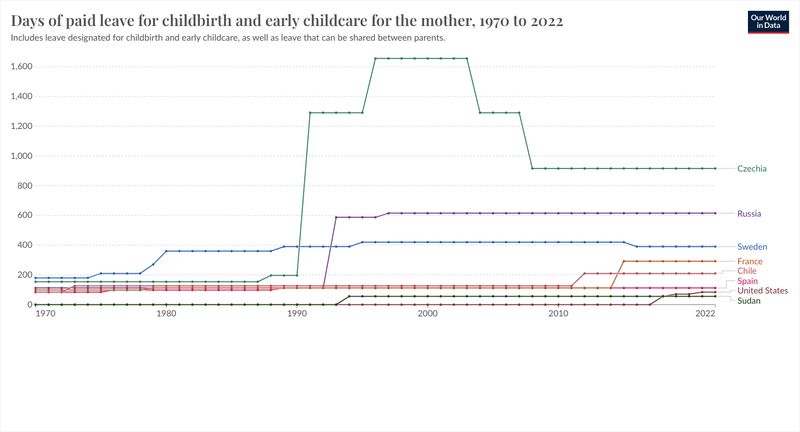 Days of paid leave for childbirth and early childcare for the mother, 1970 to 2022
Our World
in Data
Includes leave designated for childbirth and early childcare, as well as leave that can be shared between parents.
1,600
1,400
1,200
1,000
800
600
400
200
0
Czechia
Russia
Sweden
France
Chile
Spain
United States
Sudan
1970
1980
1990
2000
2010
2022